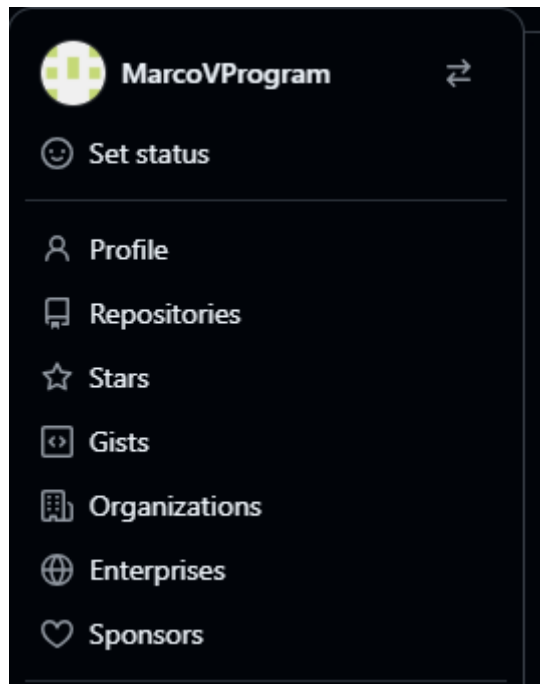 MarcoVProgram
Set status
Profile
Repositories
Stars
Gists
Organizations
Enterprises
Sponsors